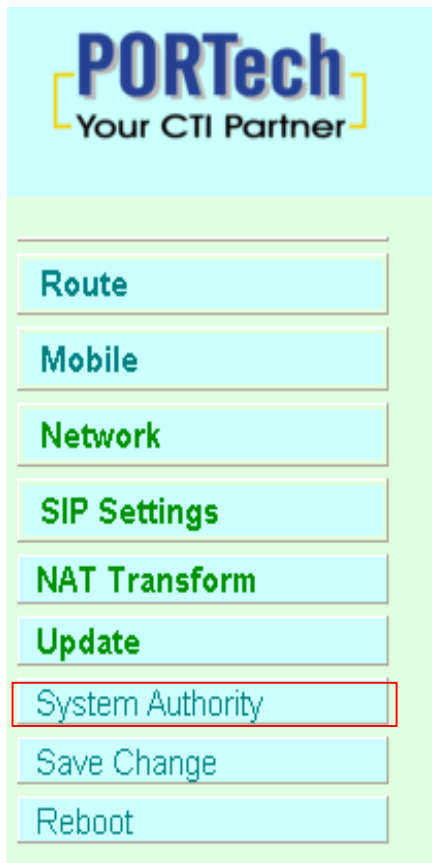 PORTech
Your CTI Partner
Route
Mobile
Network
SIP Settings
NAT Transform
Update
System Authority
Save Change
Reboot